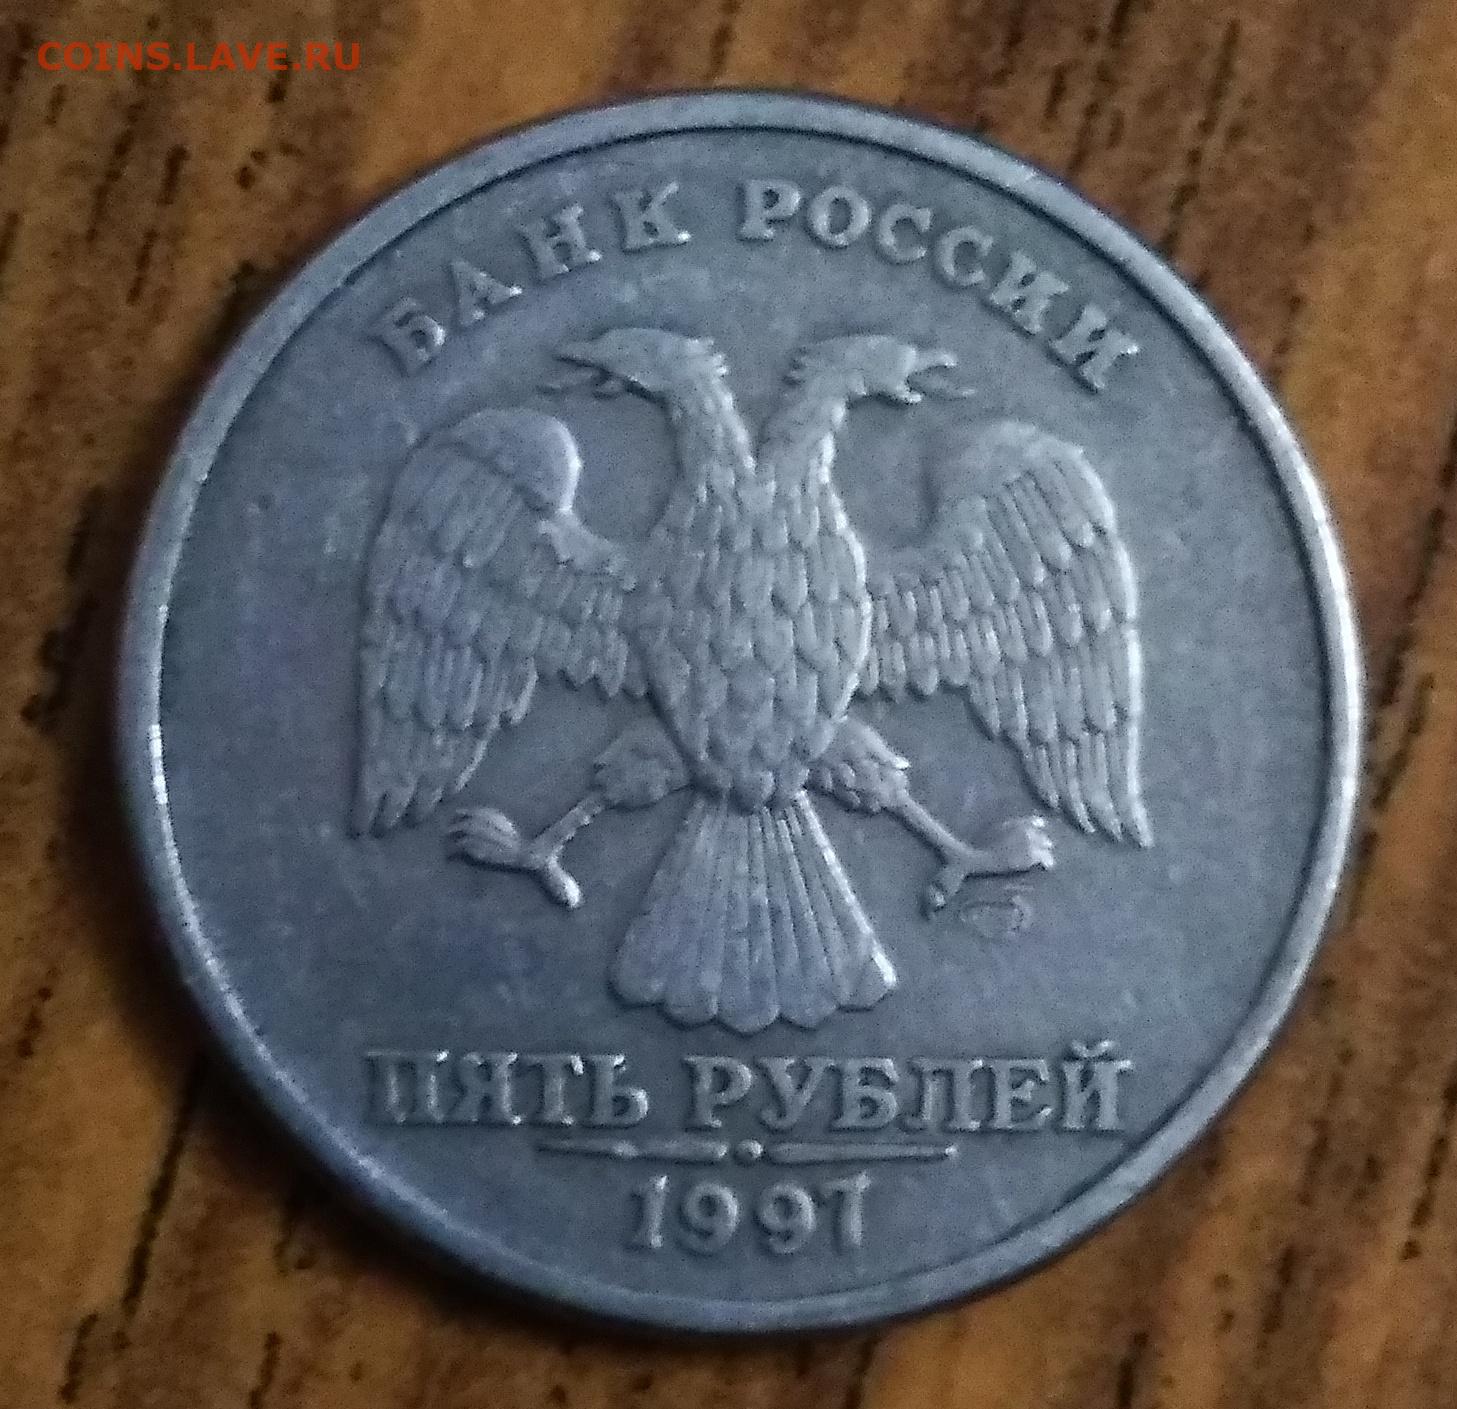 COINS.LAVE.RU
БАНК РОССИИ
ПЯТЬ РУБЛЕЙ
1997